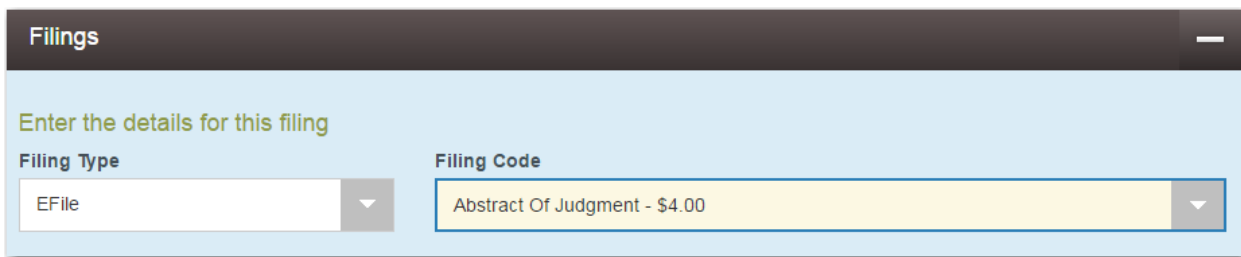 Filings
Enter the details for this filing
Filing Type Filing Code
EFile Abstract Of Judgment - $4.00